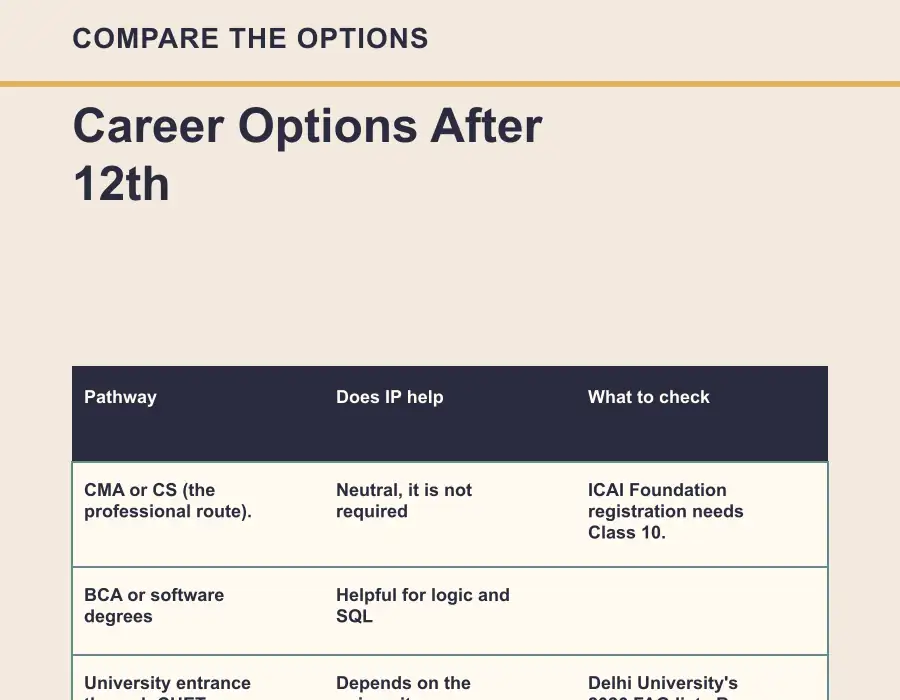 COMPARE THE OPTIONS
Career Options After
12th
Pathway
Does IP help
What to check
CMA or CS (the
professional route).
Neutral, it is not
required
ICAI Foundation
registration needs
Class 10.
BCA or software
degrees
Helpful for logic and
SQL
University entrance
Depends on the
Delhi University's